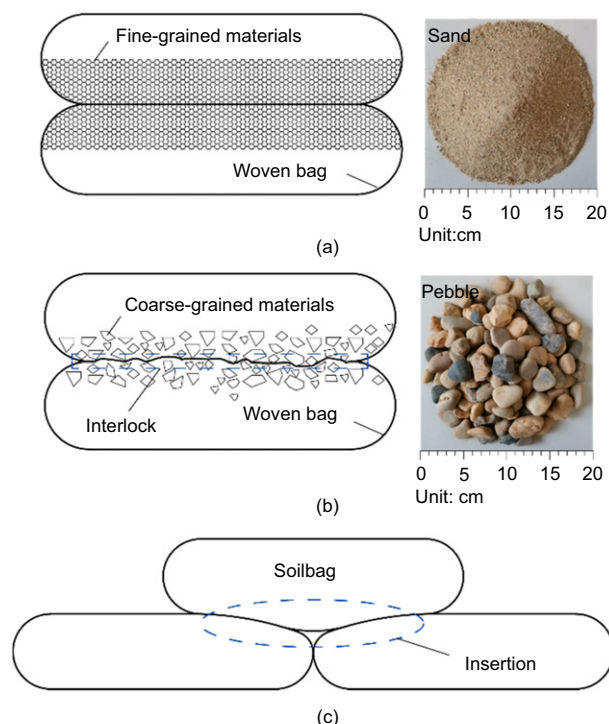 Fine-grained materials
Woven bag
Sand
0 5 10 15 20
Unit:cm
(a)
Coarse-grained materials
Interlock
Woven bag
Pebble
0 5 10 15 20
Unit: cm
(b)
Soilbag
Insertion
(c)